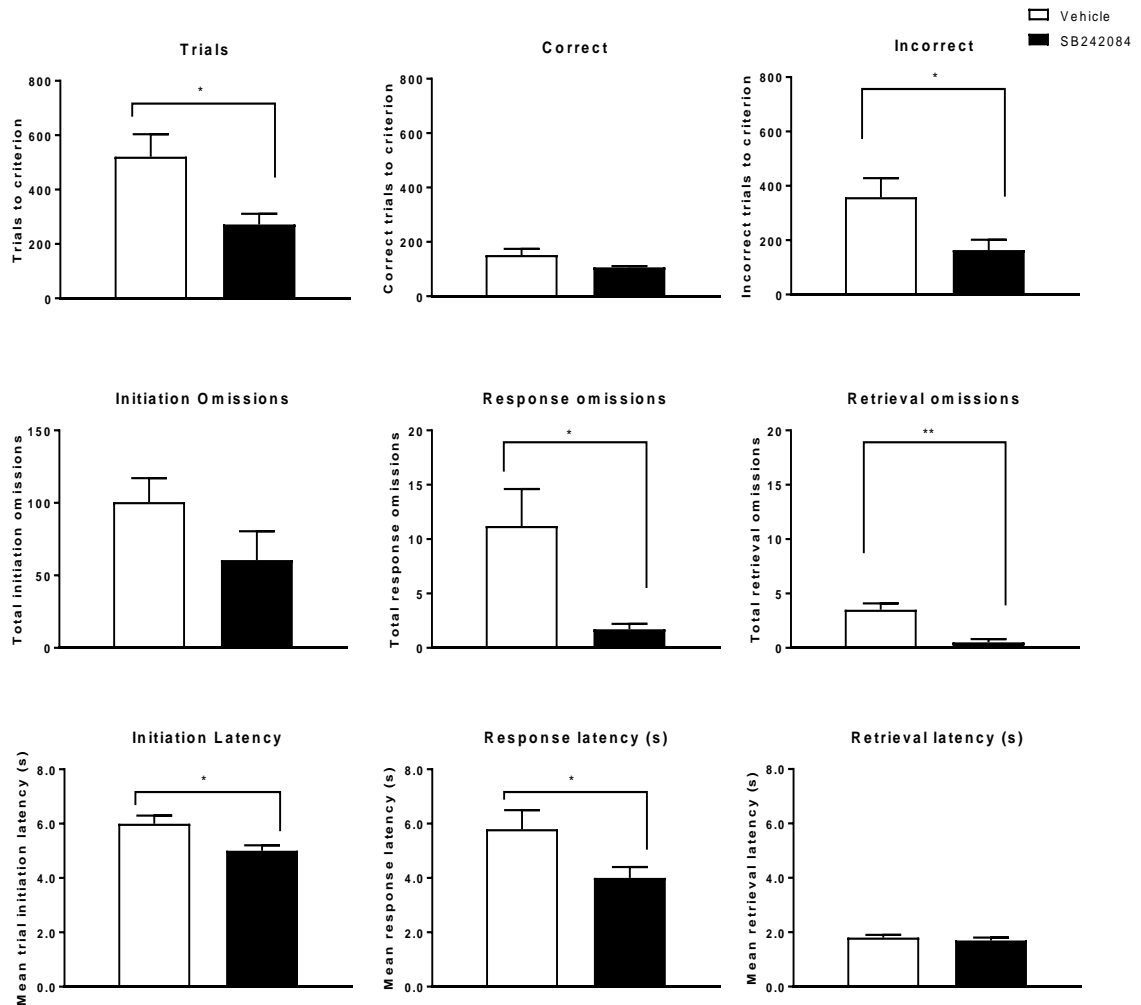 Vehicle
SB242084
Trials
Trials to criterion
800
600
400
200
0
*
Correct
Correct trials to criterion
800
600
400
200
0
Incorrect
Incorrect trials to criterion
800
600
400
200
0
*
Initiation Omissions
Total initiation omissions
150
100
50
0
Response omissions
Total response omissions
20
15
10
5
0
*
Retrieval omissions
Total retrieval omissions
20
15
10
5
0
**
Initiation Latency
Mean trial initiation latency (s)
8.0
6.0
4.0
2.0
0.0
*
Response latency (s)
Mean response latency (s)
8.0
6.0
4.0
2.0
0.0
*
Retrieval latency (s)
Mean retrieval latency (s)
8.0
6.0
4.0
2.0
0.0